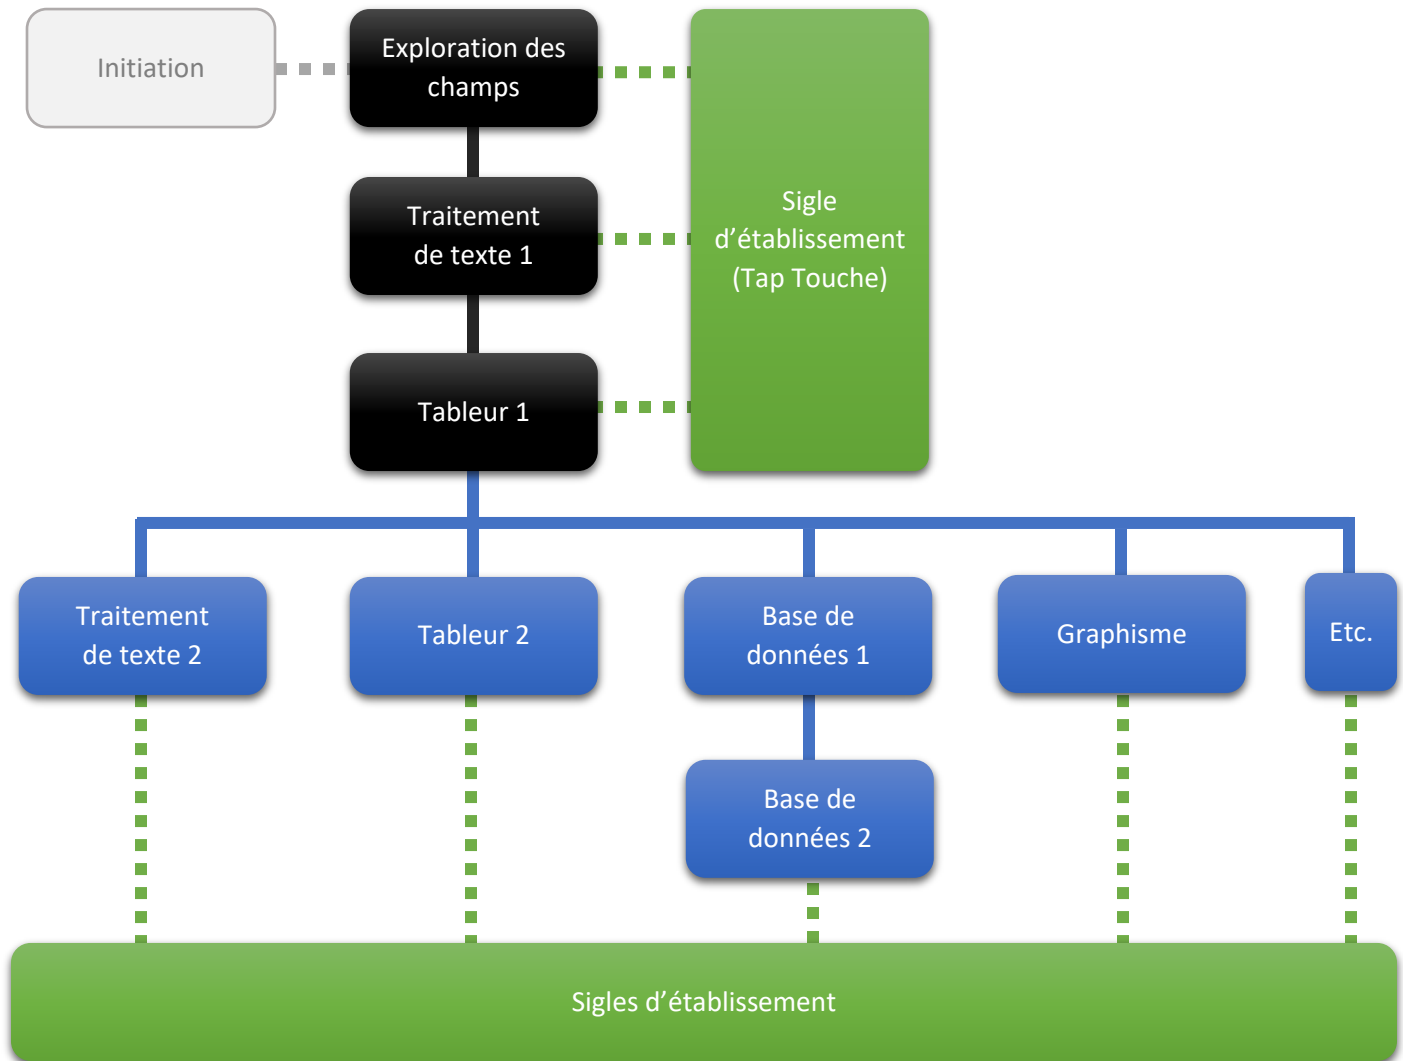 Initiation
Exploration des
champs
Traitement
de texte 1
Sigle
d’établissement
(Tap Touche)
Tableur 1
Traitement
de texte 2
Tableur 2
Base de
données 1
Graphisme
Etc.
Base de
données 2
Sigles d’établissement